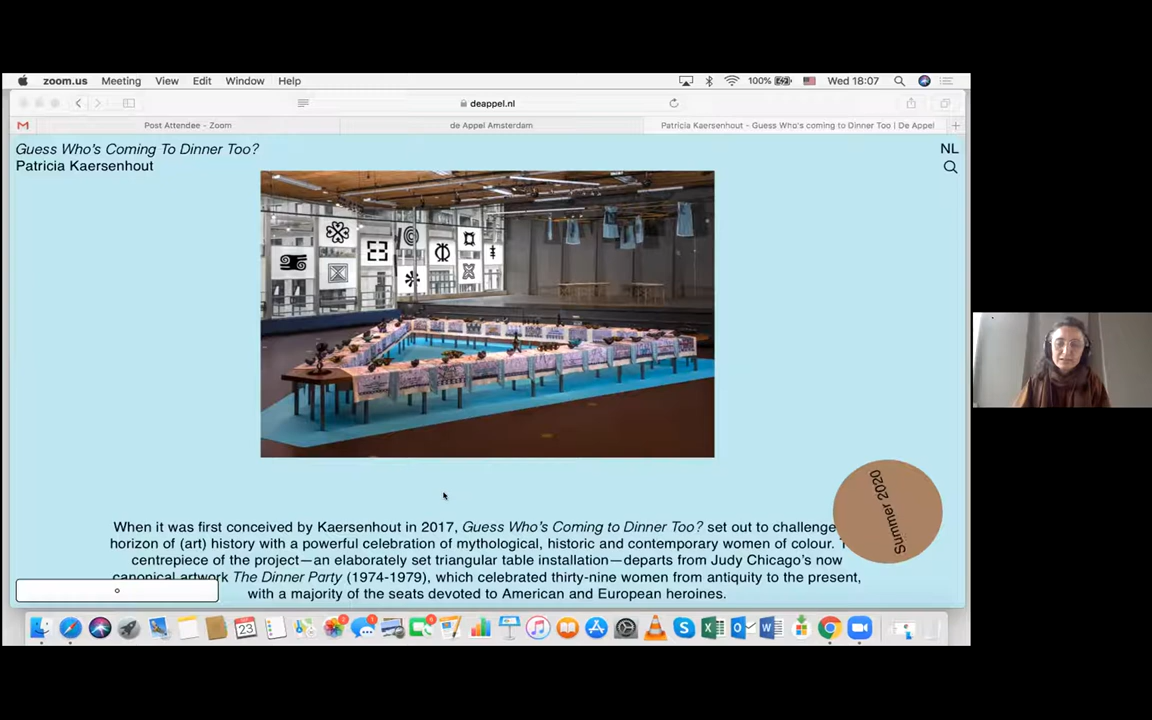 zoom.us Meeting View Edit Window Help 100% Wed 18:07
deappel.nl
Post Attendee - Zoom de Appel Amsterdam Patricia Kaersenhout - Guess Who's coming to Dinner Too | De Appel
Guess Who's Coming To Dinner Too?
Patricia Kaersenhout
NL
Summer 2020
When it was first conceived by Kaersenhout in 2017, Guess Who's Coming to Dinner Too? set out to challenge
horizon of (art) history with a powerful celebration of mythological, historic and contemporary women of colour.
centrepiece of the project—an elaborately set triangular table installation—departs from Judy Chicago's now
canonical artwork The Dinner Party (1974-1979), which celebrated thirty-nine women from antiquity to the present,
with a majority of the seats devoted to American and European heroines.
23